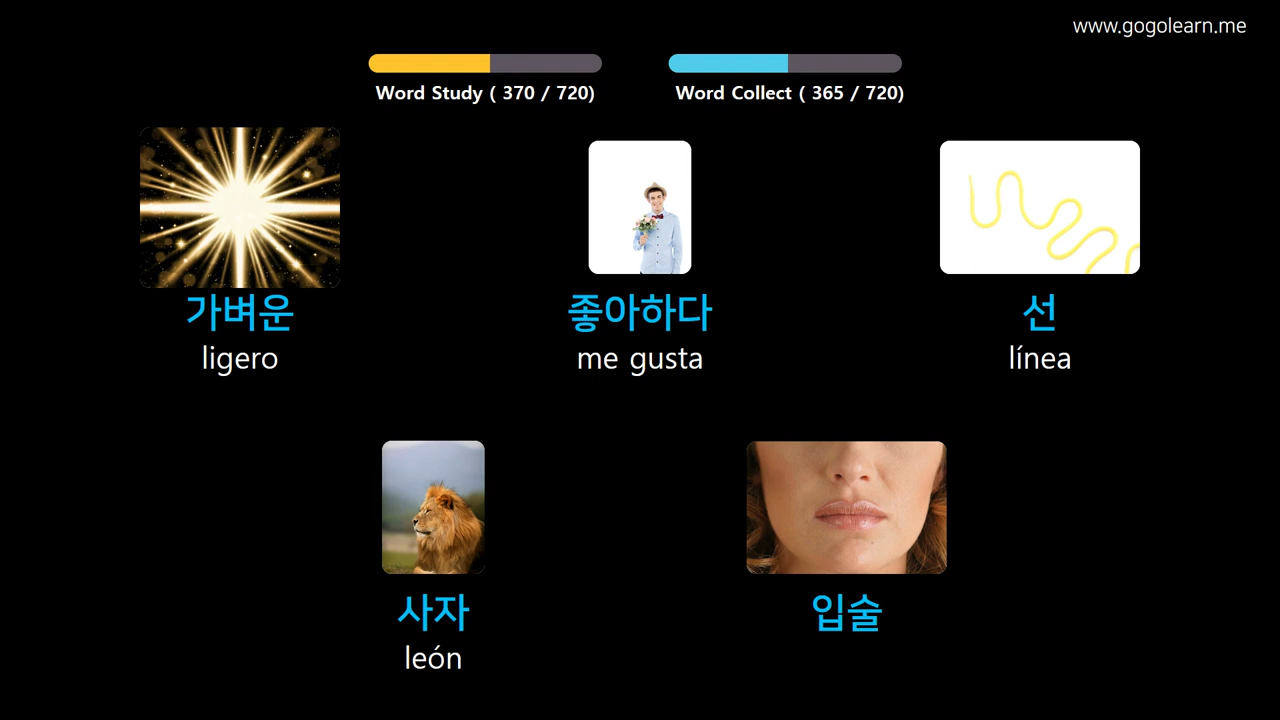 www.gogolearn.me
Word Study ( 370 / 720)
Word Collect ( 365 / 720)
가벼운
ligero
좋아하다
me gusta
선
línea
사자
león
입술